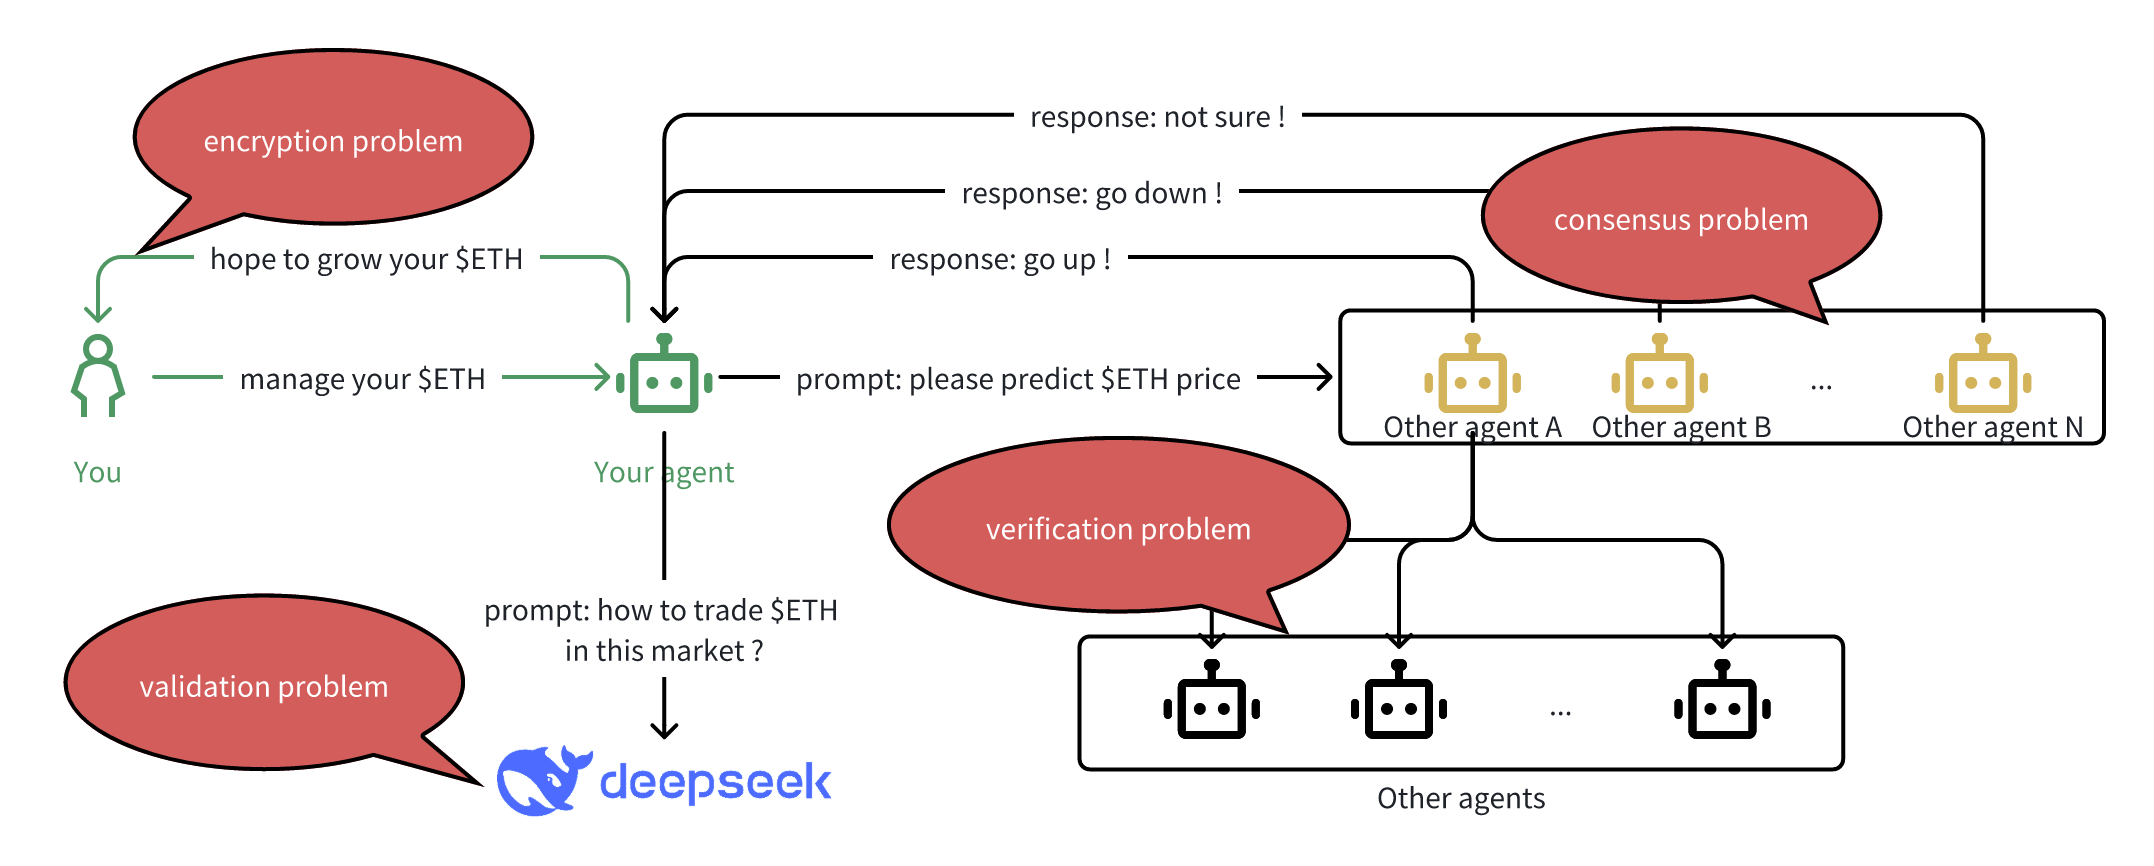 response: not sure !
encryption problem
response: go down !
consensus problem
hope to grow your $ETH
response: go up !
manage your $ETH
prompt: please predict $ETH price
...
Other agent A
Other agent B
Other agent N
You
Your agent
verification problem
prompt: how to trade $ETH
in this market ?
validation problem
...
deepseek
Other agents